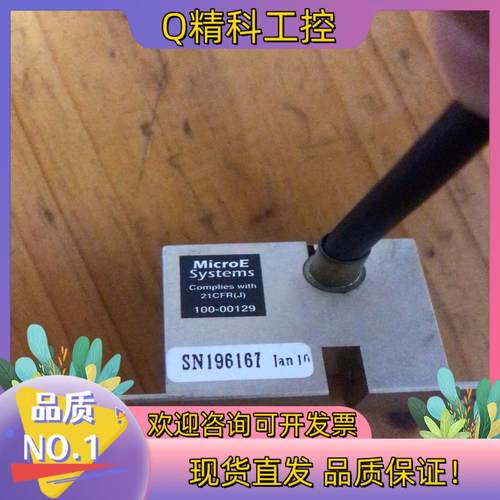 Q精科工控
MicroE
Systems
Complies with
21CFR(J)
100-00129
SN196167 Jan 10
品质
NO.1
欢迎咨询可开发票
现货直发 品质保证!